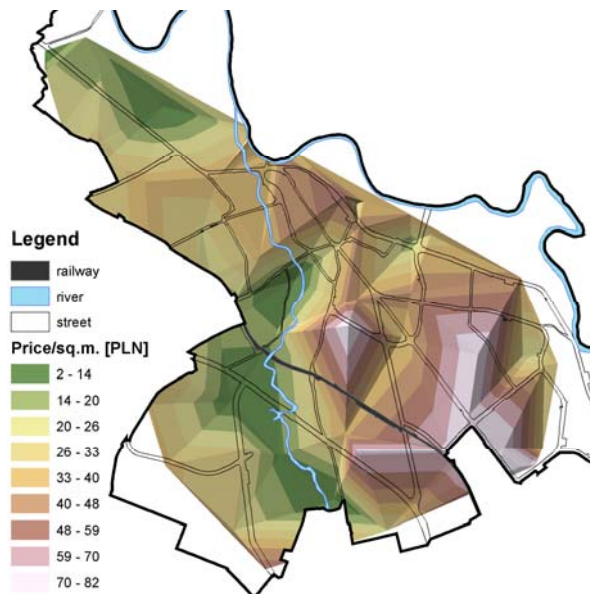 Legend
railway
river
street
Price/sq.m. [PLN]
2 - 14
14 - 20
20 - 26
26 - 33
33 - 40
40 - 48
48 - 59
59 - 70
70 - 82